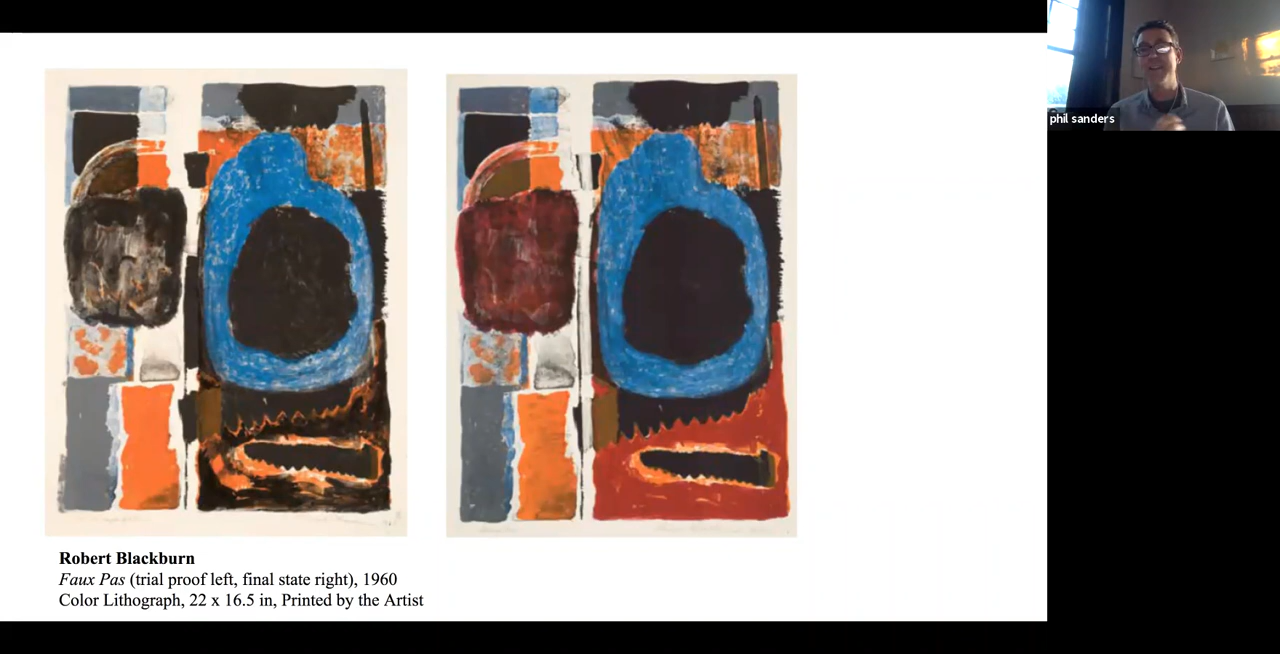 phil sanders
Robert Blackburn
Faux Pas (trial proof left, final state right), 1960
Color Lithograph, 22 x 16.5 in, Printed by the Artist